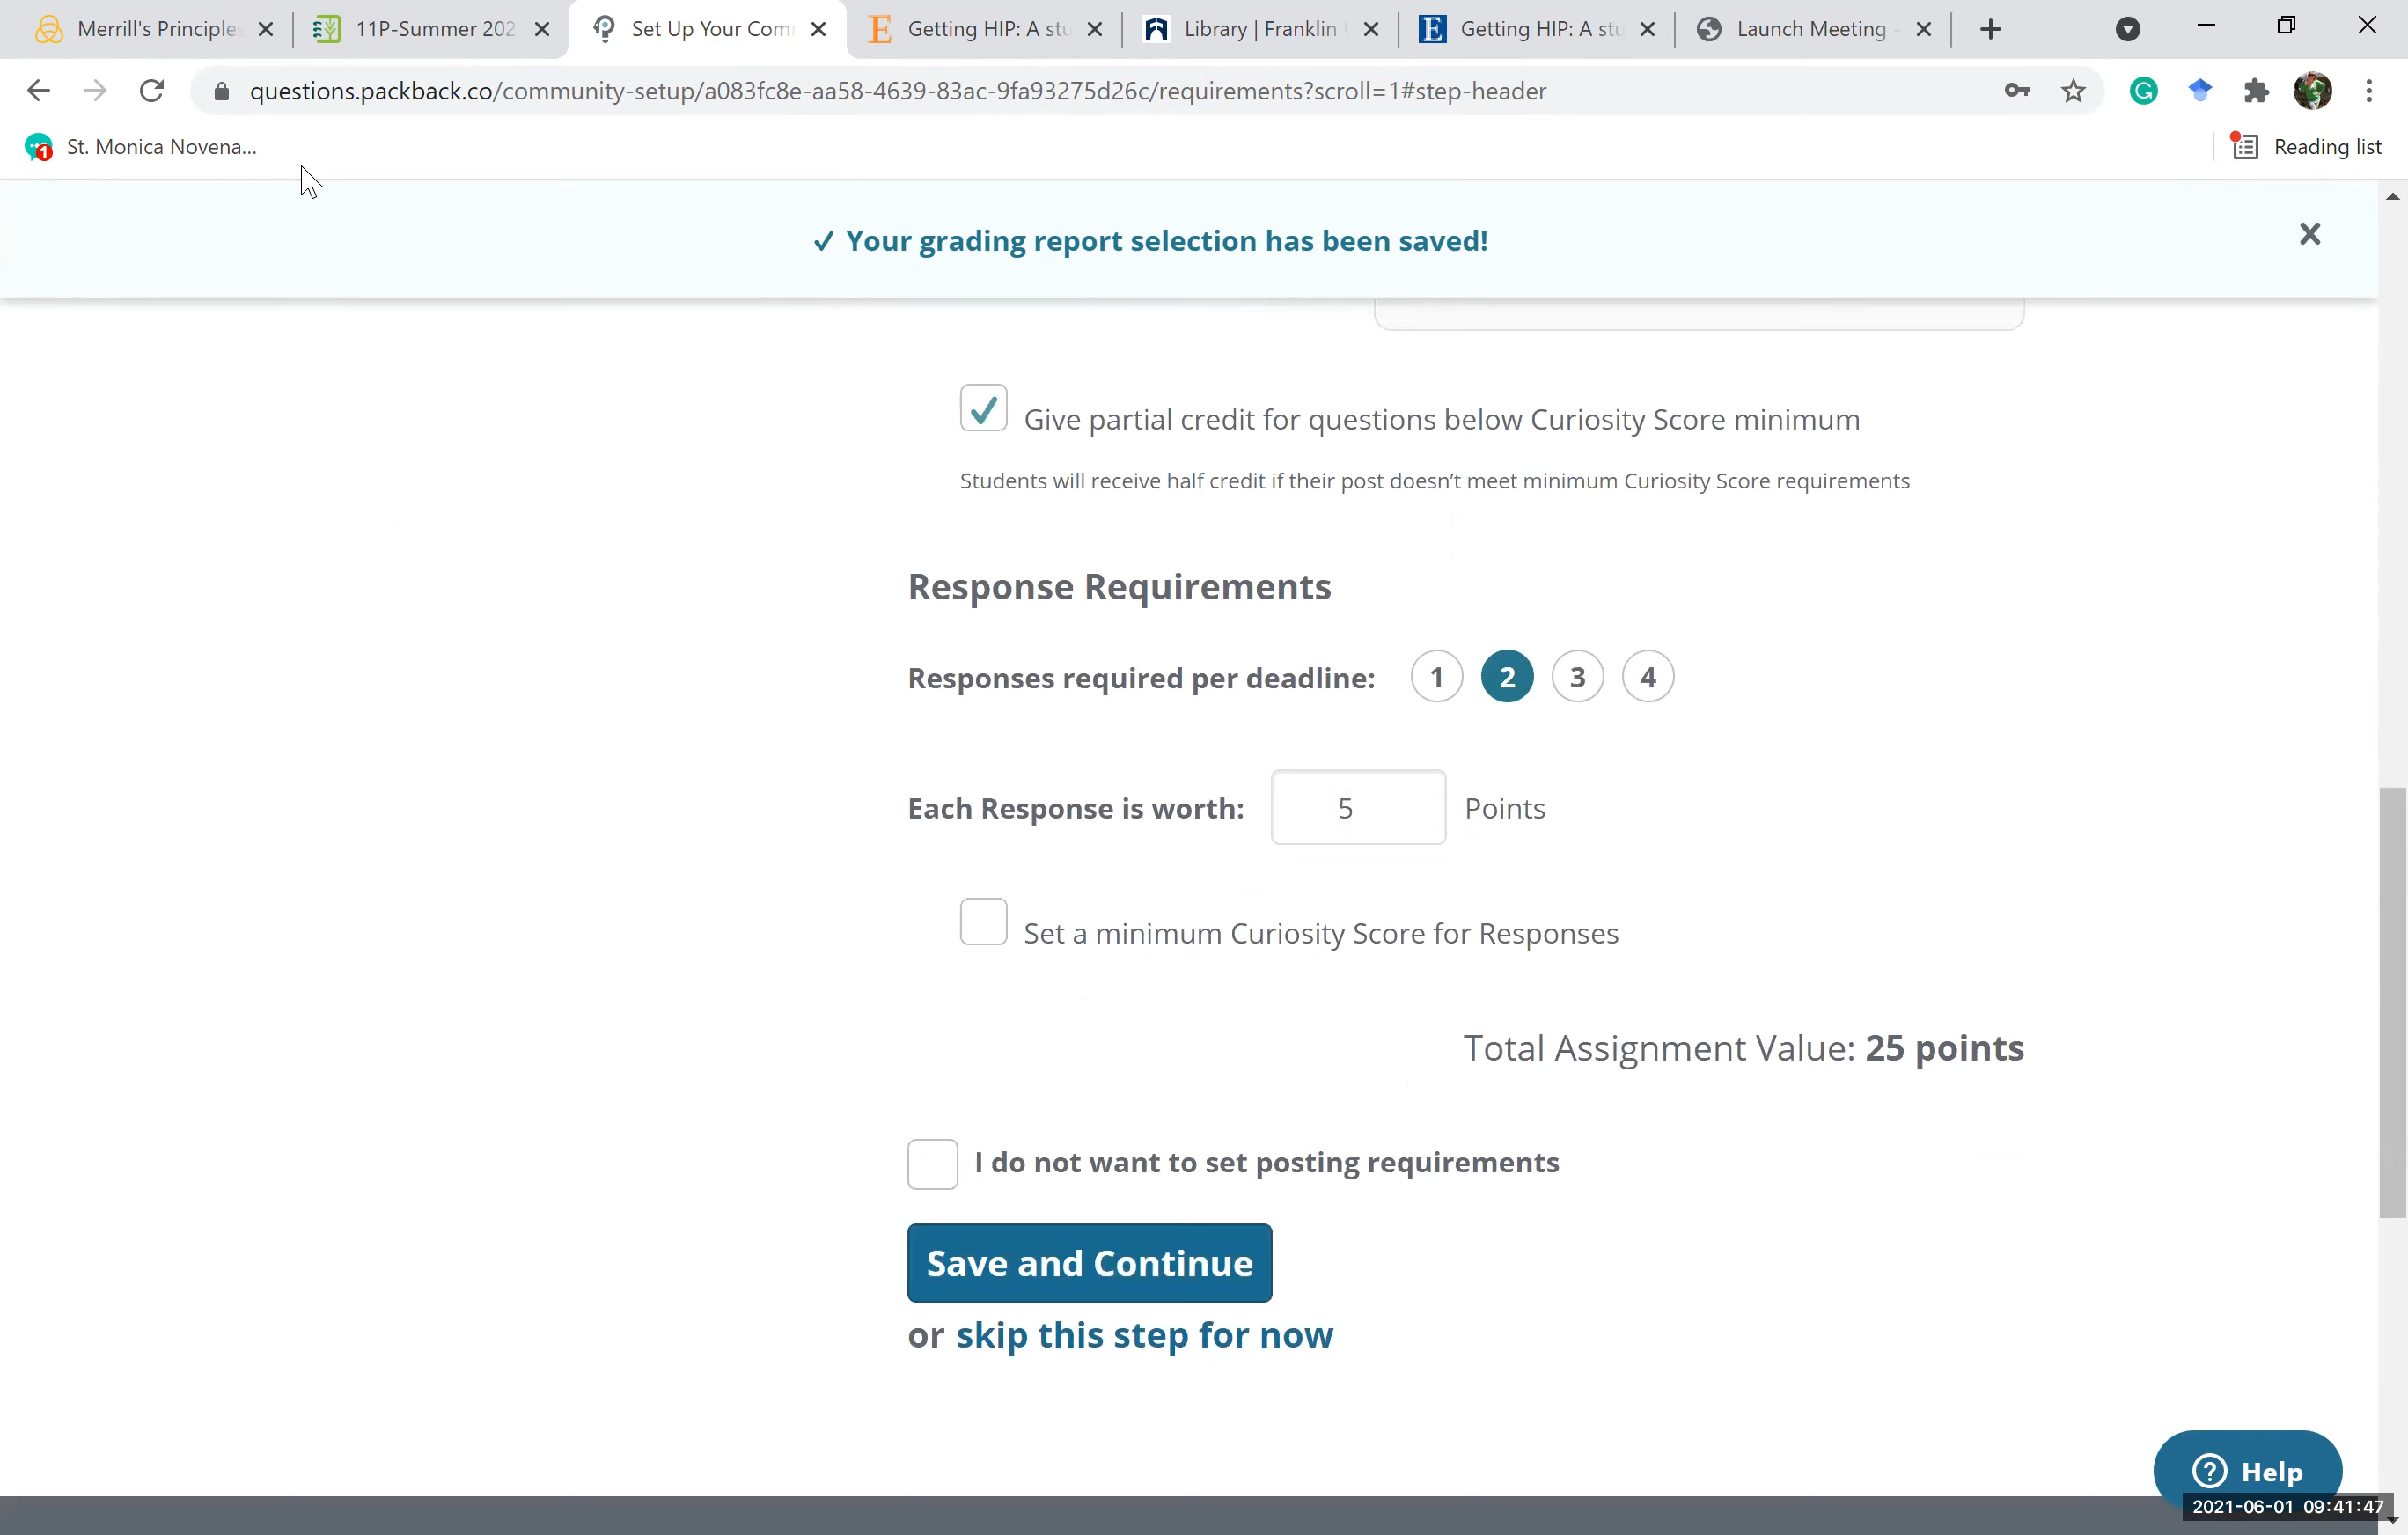 Merrill's Principles
11P-Summer 202
Set Up Your Com
Getting HIP: A stu
Library | Franklin
Getting HIP: A stu
Launch Meeting -
questions.packback.co/community-setup/a083fc8e-aa58-4639-83ac-9fa93275d26c/requirements?scroll=1#step-header
St. Monica Novena...
Reading list
✓ Your grading report selection has been saved!
Give partial credit for questions below Curiosity Score minimum
Students will receive half credit if their post doesn't meet minimum Curiosity Score requirements
Response Requirements
Responses required per deadline: 1 2 3 4
Each Response is worth: 5 Points
Set a minimum Curiosity Score for Responses
Total Assignment Value: 25 points
I do not want to set posting requirements
Save and Continue
or skip this step for now
Help
2021-06-01 09:41:47